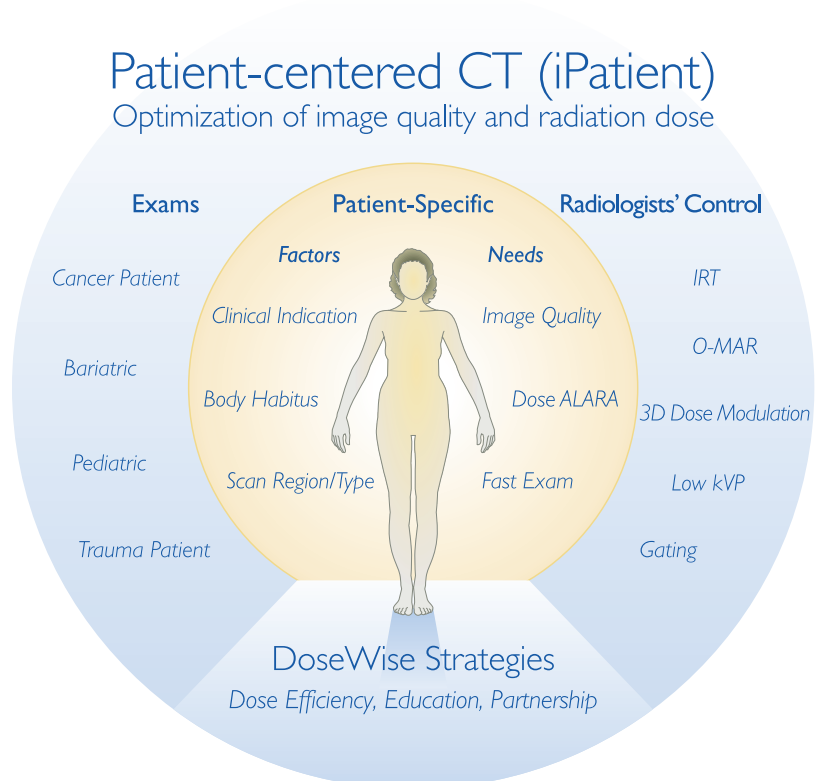 Patient-centered CT (iPatient)
Optimization of image quality and radiation dose
Exams
Cancer Patient
Bariatric
Pediatric
Trauma Patient
Patient-Specific
Factors
Clinical Indication
Body Habitus
Scan Region/Type
Needs
Image Quality
Dose ALARA
Fast Exam
Radiologists' Control
IRT
O-MAR
3D Dose Modulation
Low kVP
Gating
DoseWise Strategies
Dose Efficiency, Education, Partnership